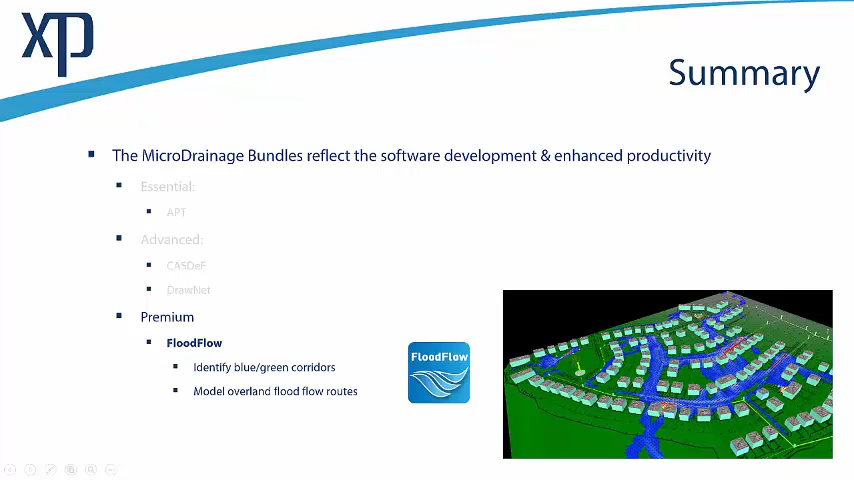 xp
Summary
The MicroDrainage Bundles reflect the software development & enhanced productivity
Essential:
APT
Advanced:
CASDeF
DrawNet
Premium
FloodFlow
Identify blue/green corridors
Model overland flood flow routes
FloodFlow